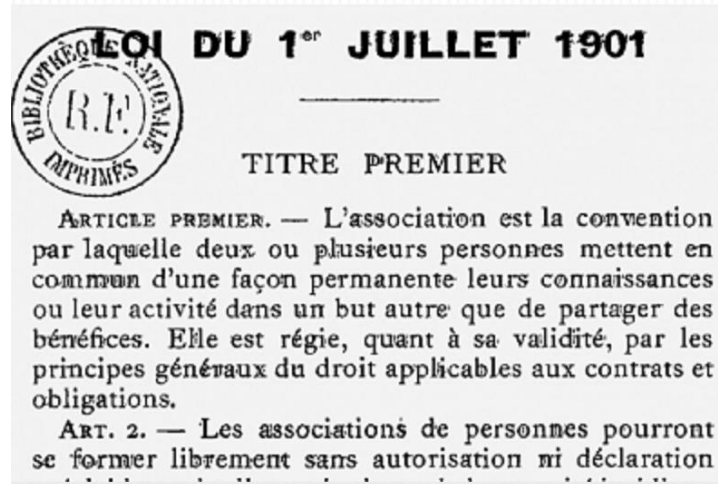 LOI DU 1er JUILLET 1901
BIBLIOTHÈQUE NATIONALE
R.F.
IMPRIMÉS
TITRE PREMIER
ARTICLE PREMIER. — L'association est la convention
par laquelle deux ou plusieurs personnes mettent en
commun d'une façon permanente leurs connaissances
ou leur activité dans un but autre que de partager des
bénéfices. Elle est régie, quant à sa validité, par les
principes généraux du droit applicables aux contrats et
obligations.
ART. 2. — Les associations de personnes pourront
se former librement sans autorisation ni déclaration